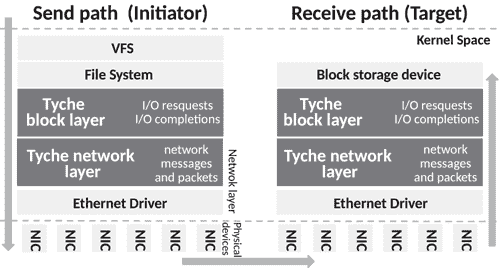 Send path (Initiator)
Receive path (Target)
Kernel Space
VFS
File System
Tyche
block layer
I/O resquests
I/O completions
Tyche network
layer
network
messages
and packets
Ethernet Driver
Netwok layer
Physical
devices
NIC NIC NIC NIC NIC NIC
Block storage device
Tyche
block layer
I/O resquests
I/O completions
Tyche network
layer
network
messages
and packets
Ethernet Driver
NIC NIC NIC NIC NIC NIC